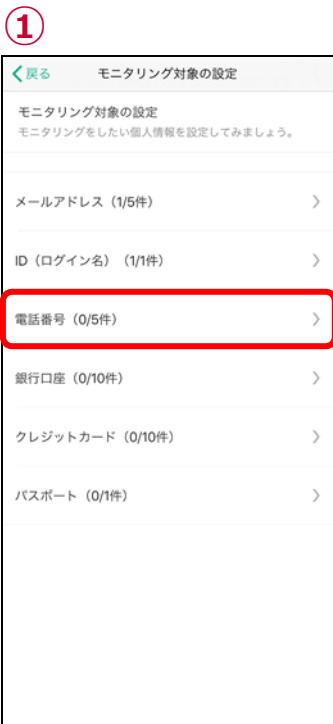 ①
戻る モニタリング対象の設定
モニタリング対象の設定
モニタリングをしたい個人情報を設定してみましょう。
メールアドレス（1/5件）
ID（ログイン名）（1/1件）
電話番号（0/5件）
銀行口座（0/10件）
クレジットカード（0/10件）
パスポート（0/1件）